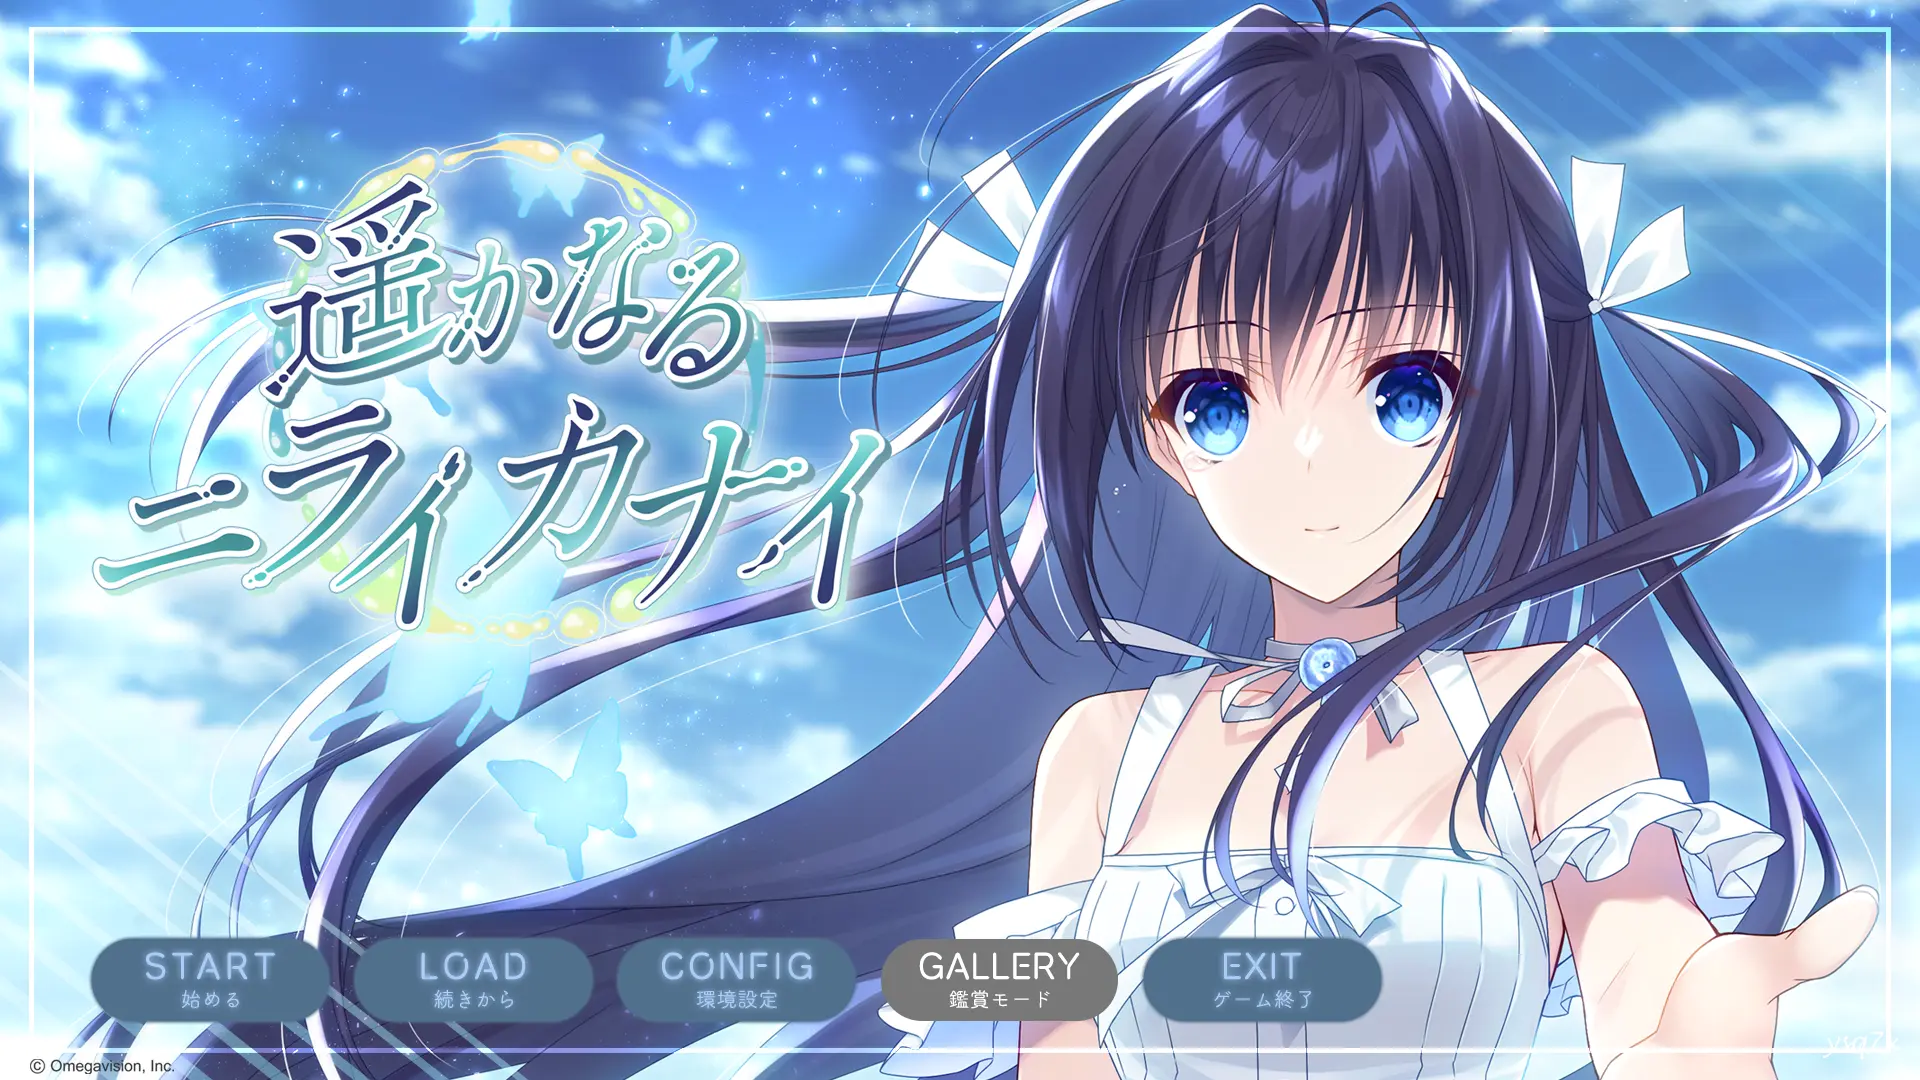 遥かなる
ニライカナイ
START
始める
LOAD
続きから
CONFIG
環境設定
GALLERY
鑑賞モード
EXIT
ゲーム終了
© Omegavision, Inc.